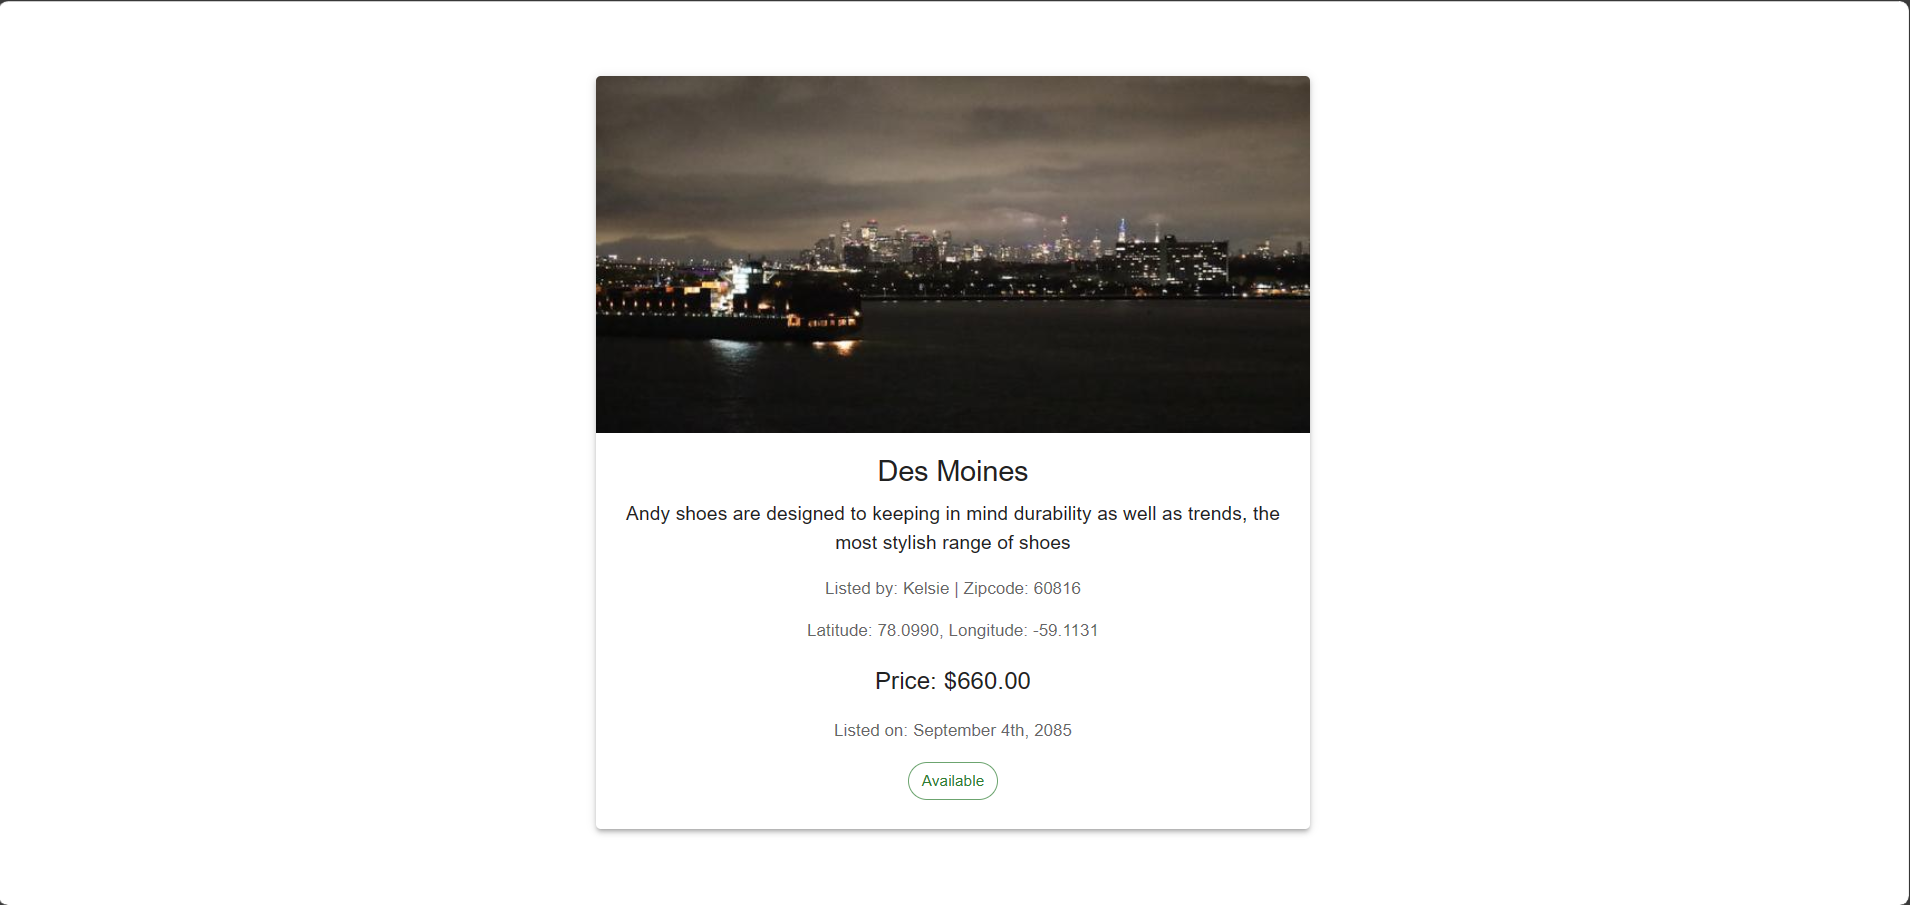 Des Moines
Andy shoes are designed to keeping in mind durability as well as trends, the
most stylish range of shoes
Listed by: Kelsie | Zipcode: 60816
Latitude: 78.0990, Longitude: -59.1131
Price: $660.00
Listed on: September 4th, 2085
Available